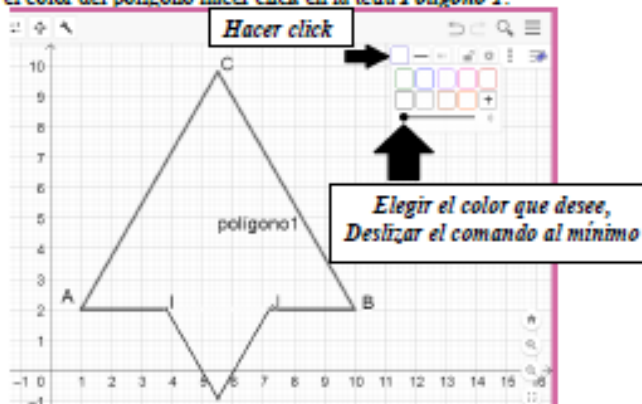 el color del polígono hacer click en la tecla Polígono 1.
Hacer click
C
10
9
8
7
6
5
4
3
2
1
-1
polígono1
Elegir el color que desee,
Deslizar el comando al mínimo
A
I
J
B
-1 0 1 2 3 4 5 6 7 8 9 10 11 12 13 14 15 16